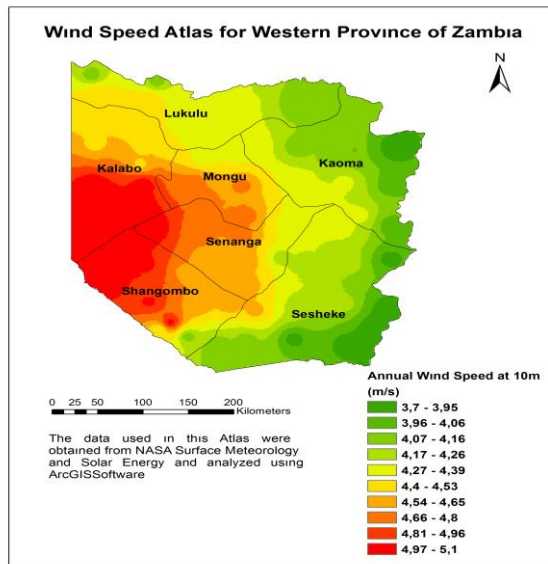 Wind Speed Atlas for Western Province of Zambia
N
Lukulu
Kaoma
Kalabo
Mongu
Senanga
Shangombo
Sesheke
Annual Wind Speed at 10m
(m/s)
3,7 - 3,95
3,96 - 4,06
4,07 - 4,16
4,17 - 4,26
4,27 - 4,39
4,4 - 4,53
4,54 - 4,65
4,66 - 4,8
4,81 - 4,96
4,97 - 5,1
0 25 50 100 150 200
Kilometers
The data used in this Atlas were
obtained from NASA Surface Meteorology
and Solar Energy and analyzed using
ArcGISSoftware